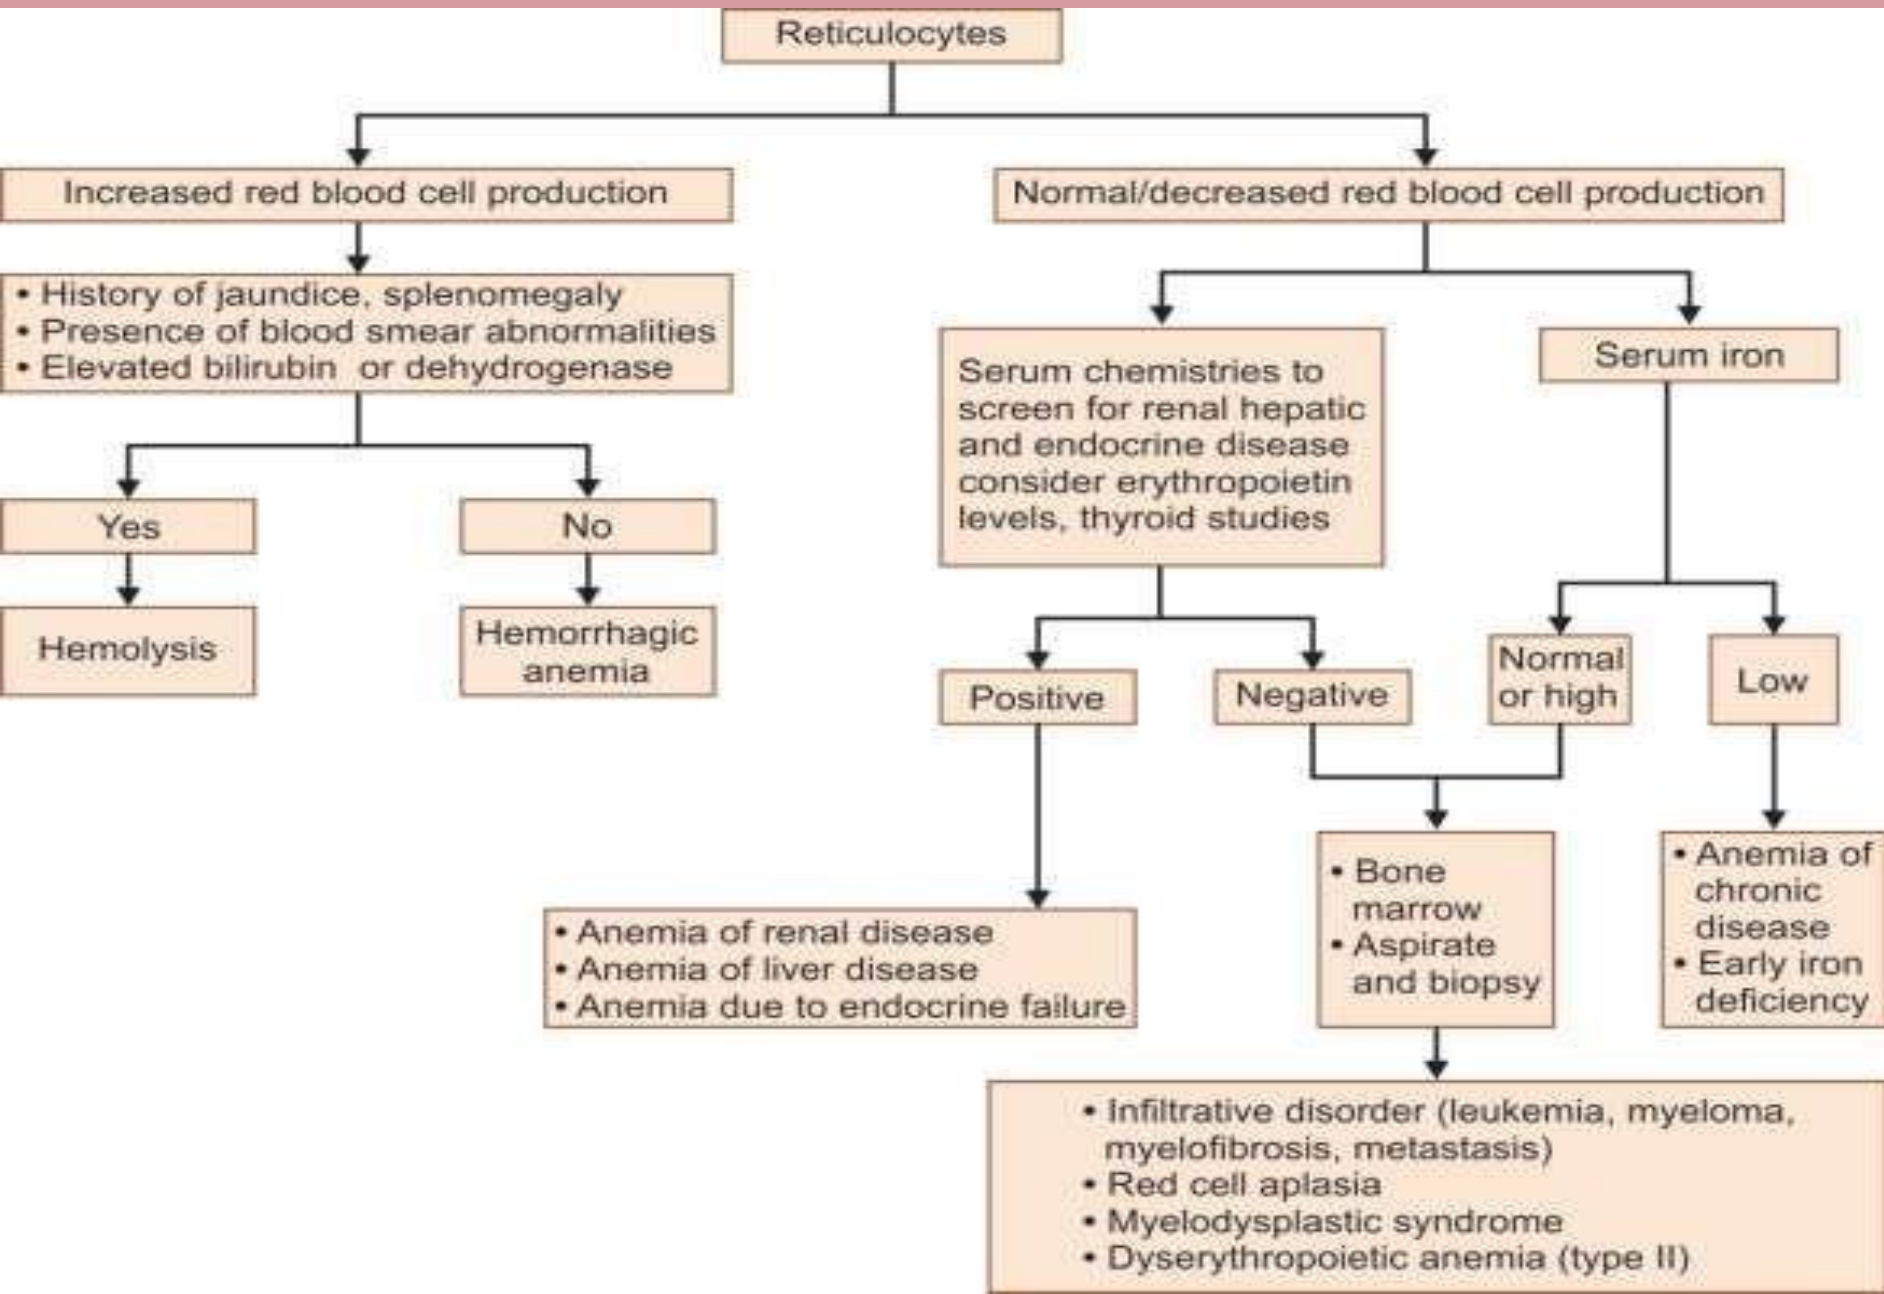 Reticulocytes
Increased red blood cell production
Normal/decreased red blood cell production
• History of jaundice, splenomegaly
• Presence of blood smear abnormalities
• Elevated bilirubin or dehydrogenase
Serum chemistries to
screen for renal hepatic
and endocrine disease
consider erythropoietin
levels, thyroid studies
Serum iron
Yes
No
Hemolysis
Hemorrhagic
anemia
Positive
Negative
Normal
or high
Low
• Anemia of renal disease
• Anemia of liver disease
• Anemia due to endocrine failure
• Bone
marrow
• Aspirate
and biopsy
• Anemia of
chronic
disease
• Early iron
deficiency
• Infiltrative disorder (leukemia, myeloma,
myelofibrosis, metastasis)
• Red cell aplasia
• Myelodysplastic syndrome
• Dyserythropoietic anemia (type II)